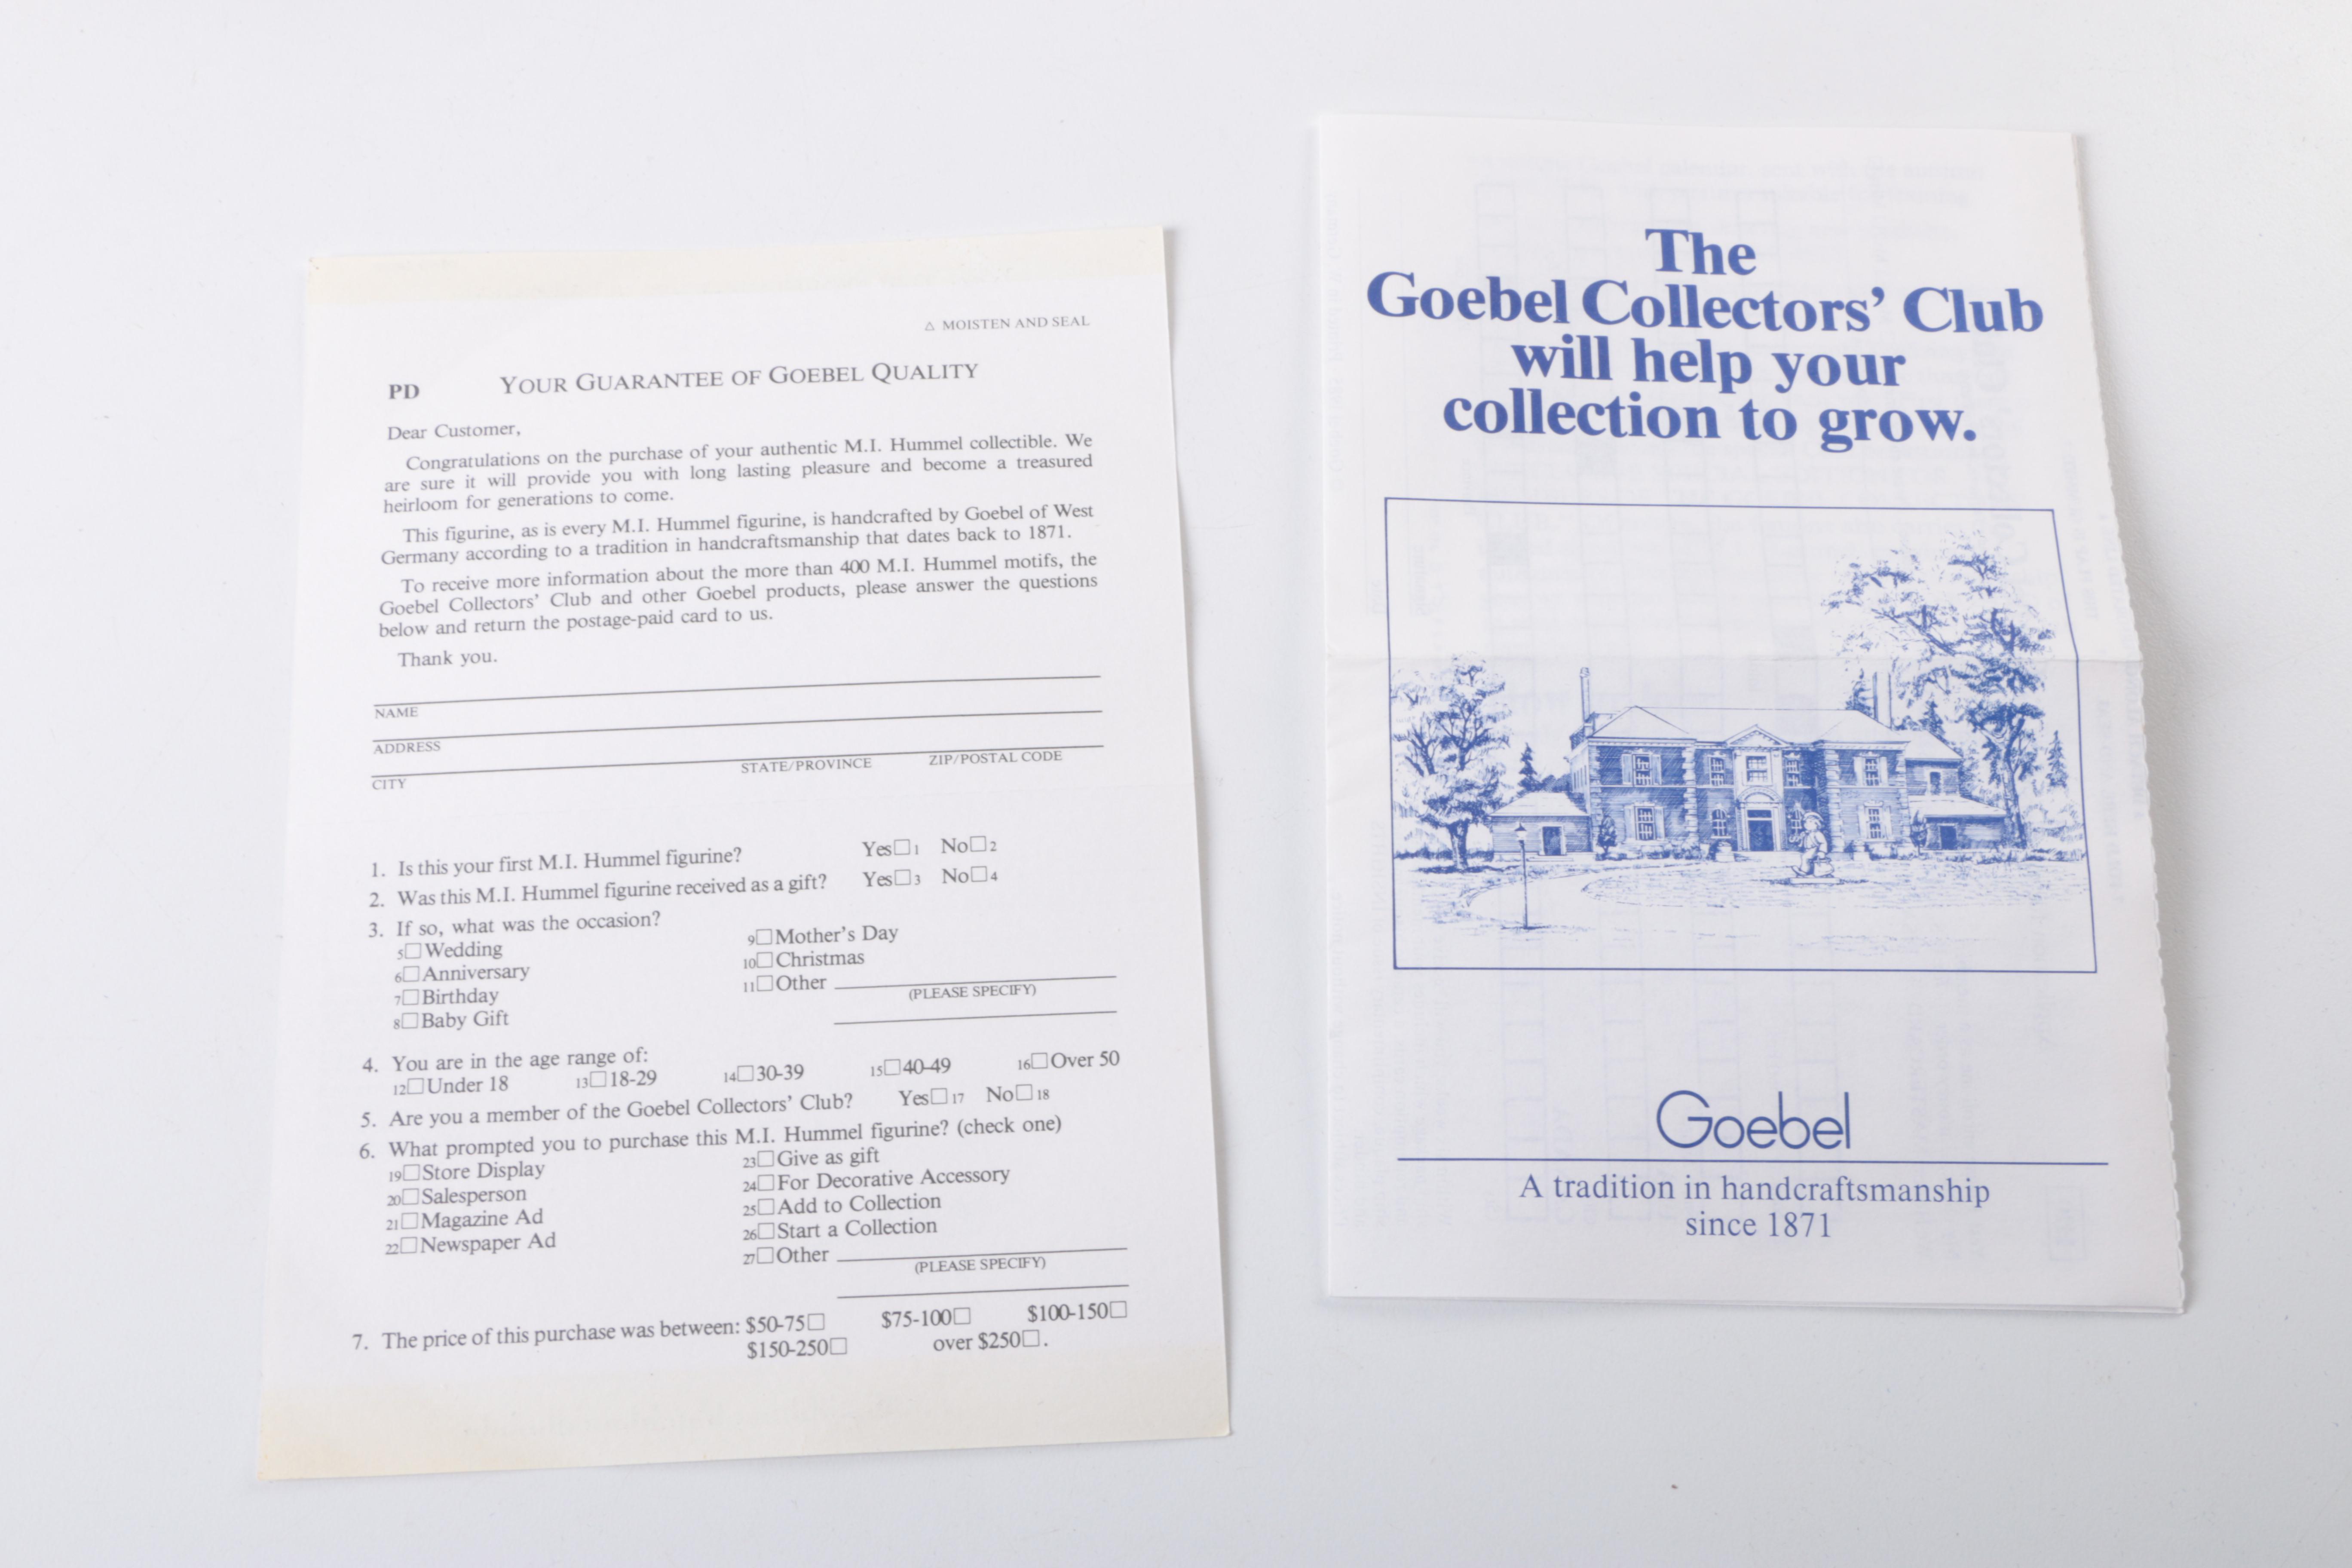 △ MOISTEN AND SEAL
PD YOUR GUARANTEE OF GOEBEL QUALITY
Dear Customer,
Congratulations on the purchase of your authentic M.I. Hummel collectible. We
are sure it will provide you with long lasting pleasure and become a treasured
heirloom for generations to come.
This figurine, as is every M.I. Hummel figurine, is handcrafted by Goebel of West
Germany according to a tradition in handcraftsmanship that dates back to 1871.
To receive more information about the more than 400 M.I. Hummel motifs, the
Goebel Collectors' Club and other Goebel products, please answer the questions
below and return the postage-paid card to us.
Thank you.
NAME
ADDRESS
CITY STATE/PROVINCE ZIP/POSTAL CODE
1. Is this your first M.I. Hummel figurine? Yes□1 No□2
2. Was this M.I. Hummel figurine received as a gift? Yes□3 No□4
3. If so, what was the occasion?
5□Wedding 9□Mother's Day
6□Anniversary 10□Christmas
7□Birthday 11□Other
(PLEASE SPECIFY)
8□Baby Gift
4. You are in the age range of:
12□Under 18 13□18-29 14□30-39 15□40-49 16□Over 50
5. Are you a member of the Goebel Collectors' Club? Yes□17 No□18
6. What prompted you to purchase this M.I. Hummel figurine? (check one)
19□Store Display 23□Give as gift
20□Salesperson 24□For Decorative Accessory
21□Magazine Ad 25□Add to Collection
22□Newspaper Ad 26□Start a Collection
27□Other
(PLEASE SPECIFY)
7. The price of this purchase was between: $50-75□ $75-100□ $100-150□
$150-250□ over $250□.
The
Goebel Collectors' Club
will help your
collection to grow.
Goebel
A tradition in handcraftsmanship
since 1871